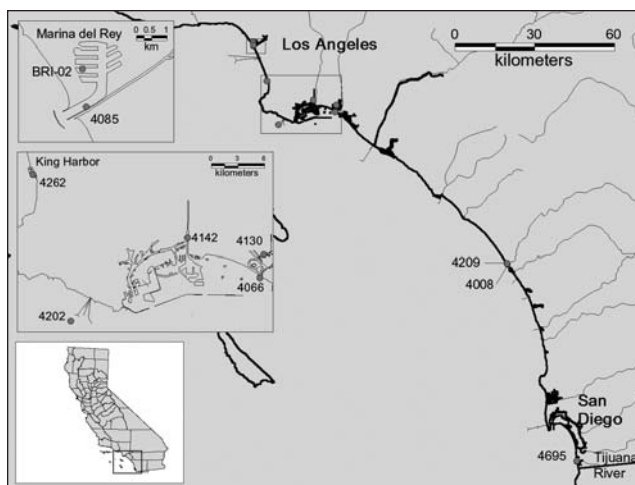 Marina del Rey
0 0.5 1
km
BRI-02
4085
Los Angeles
0 30 60
kilometers
King Harbor
0 3 6
kilometers
4262
4142
4130
4066
4202
4209
4008
San
Diego
4695
Tijuana
River